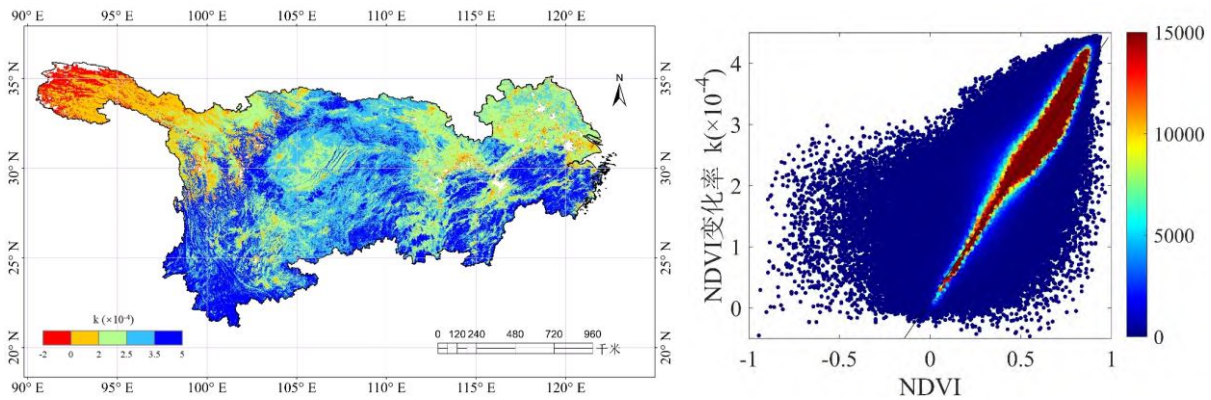 90° E 95° E 100° E 105° E 110° E 115° E 120° E
35° N 35° N
30° N 30° N
25° N 25° N
20° N 20° N
N
k (×10⁻⁴)
-2 0 2 2.5 3.5 5
0 120 240 480 720 960
千米
90° E 95° E 100° E 105° E 110° E 115° E 120° E
NDVI变化率 k(×10⁻⁴)
4
3
2
1
0
-1 -0.5 0 0.5 1
NDVI
15000
10000
5000
0